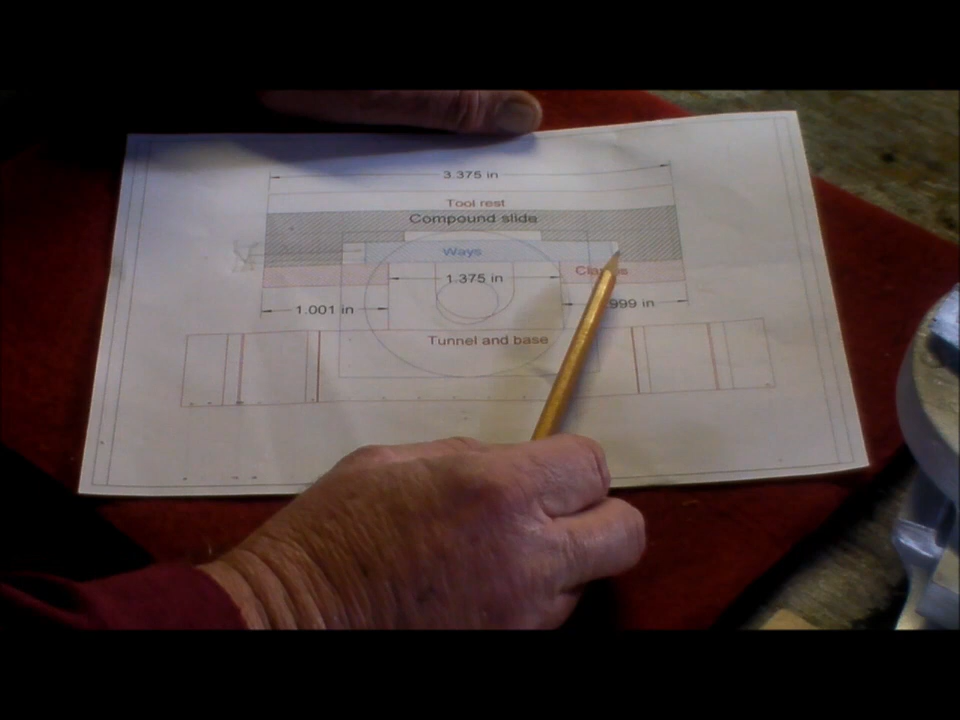 3.375 in
Tool rest
Compound slide
Ways
1.375 in
1.001 in
.999 in
Tunnel and base